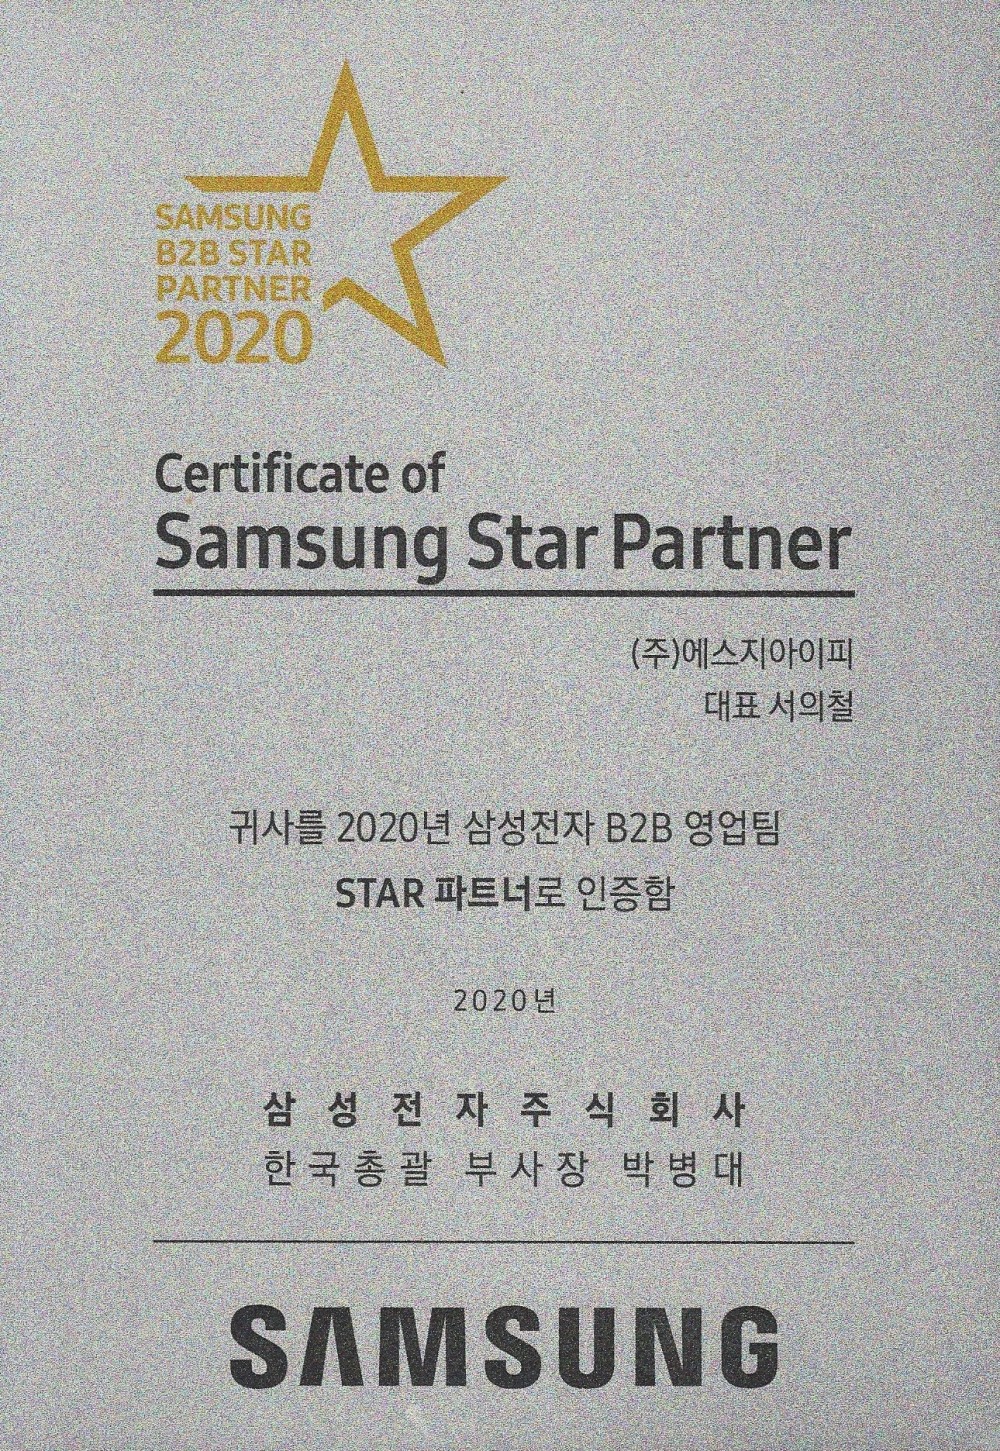 SAMSUNG
B2B STAR
PARTNER
2020
Certificate of
Samsung Star Partner
(주)에스지아이피
대표 서의철
귀사를 2020년 삼성전자 B2B 영업팀
STAR 파트너로 인증함
2020년
삼성전자주식회사
한국총괄 부사장 박병대
SAMSUNG